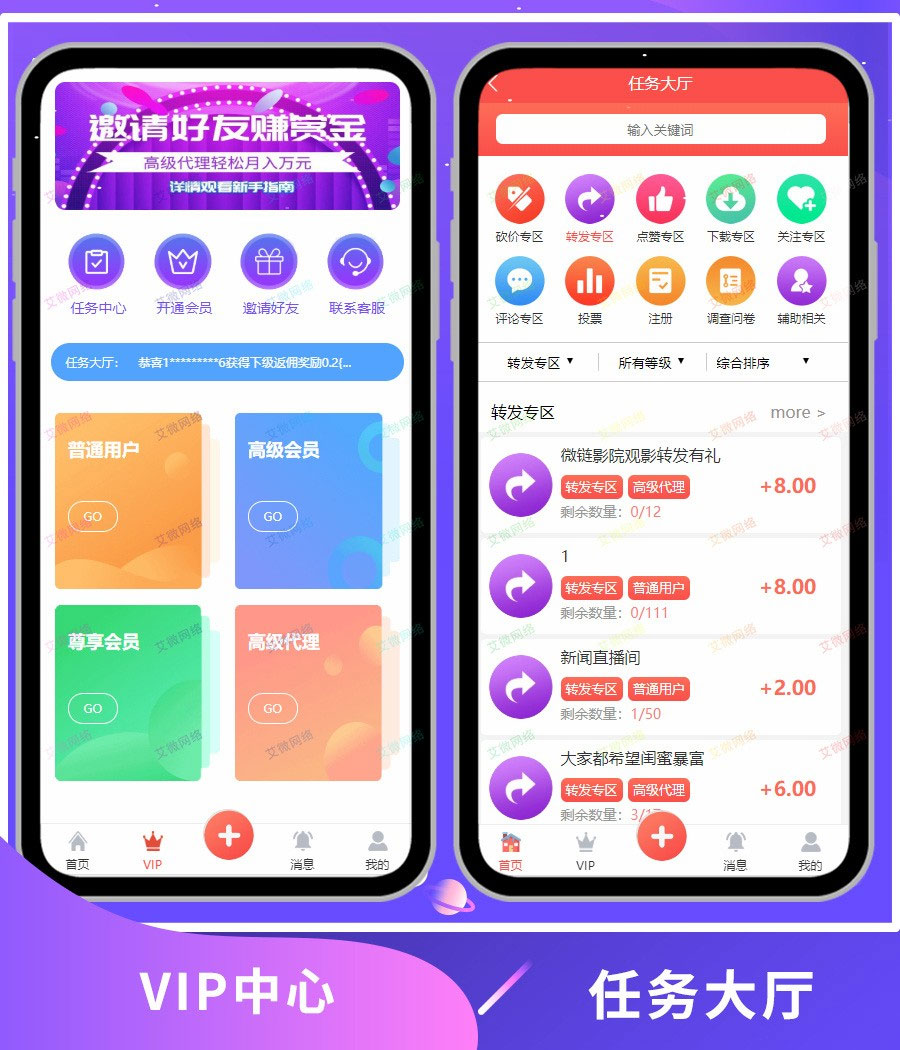 邀请好友赚赏金
高级代理轻松月入万元
详情观看新手指南
任务中心 开通会员 邀请好友 联系客服
任务大厅: 恭喜1*********6获得下级返佣奖励0.2(...
普通用户
GO
高级会员
GO
尊享会员
GO
高级代理
GO
首页 VIP 消息 我的
任务大厅
输入关键词
砍价专区 转发专区 点赞专区 下载专区 关注专区
评论专区 投票 注册 调查问卷 辅助相关
转发专区 ▼ 所有等级 ▼ 综合排序 ▼
转发专区 more >
微链影院观影转发有礼
转发专区 高级代理 +8.00
剩余数量: 0/12
1
转发专区 普通用户 +8.00
剩余数量: 0/111
新闻直播间
转发专区 普通用户 +2.00
剩余数量: 1/50
大家都希望闺蜜暴富
转发专区 高级代理 +6.00
剩余数量:
首页 VIP 消息 我的
VIP中心
任务大厅
艾微网络